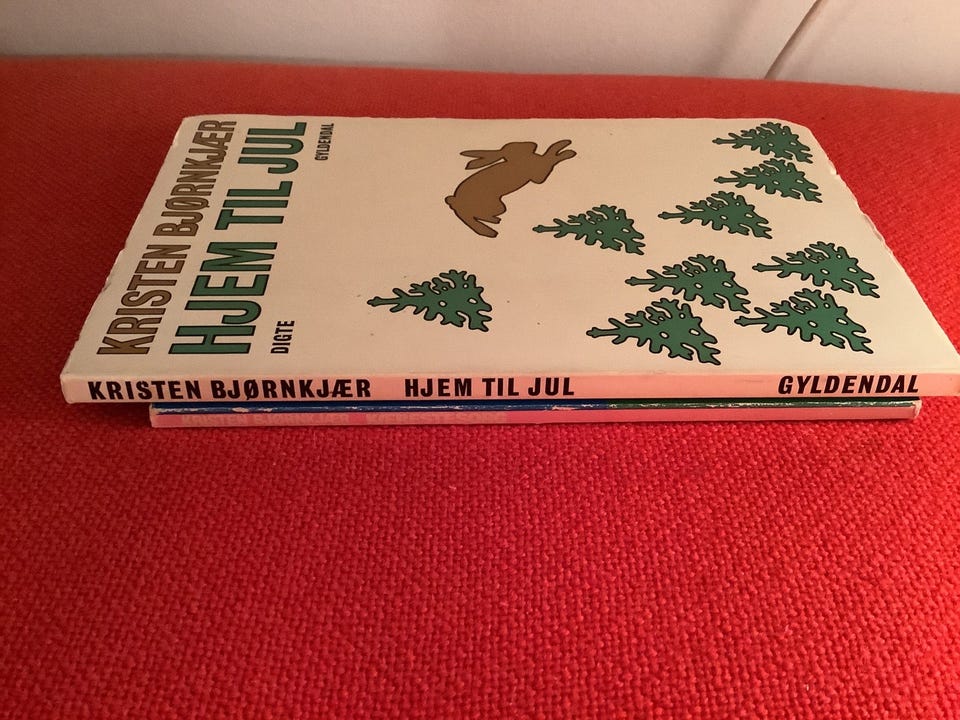 KRISTEN BJØRNKJÆR
HJEM TIL JUL
DIGTE
GYLDENDAL
KRISTEN BJØRNKJÆR HJEM TIL JUL GYLDENDAL